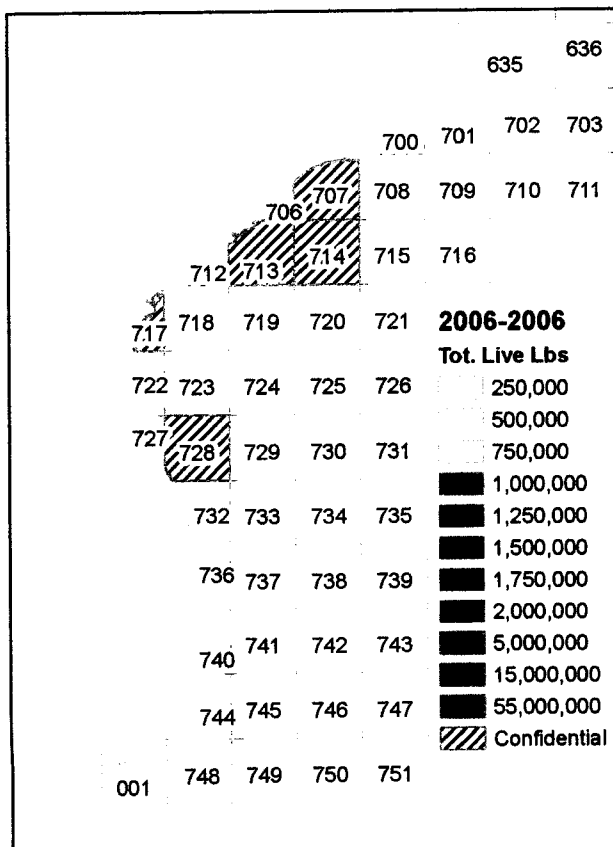 636
635
700 701 702 703
706 707 708 709 710 711
712 713 714 715 716
717 718 719 720 721
722 723 724 725 726
727 728 729 730 731
732 733 734 735
736 737 738 739
740 741 742 743
744 745 746 747
001 748 749 750 751
2006-2006
Tot. Live Lbs
250,000
500,000
750,000
1,000,000
1,250,000
1,500,000
1,750,000
2,000,000
5,000,000
15,000,000
55,000,000
Confidential